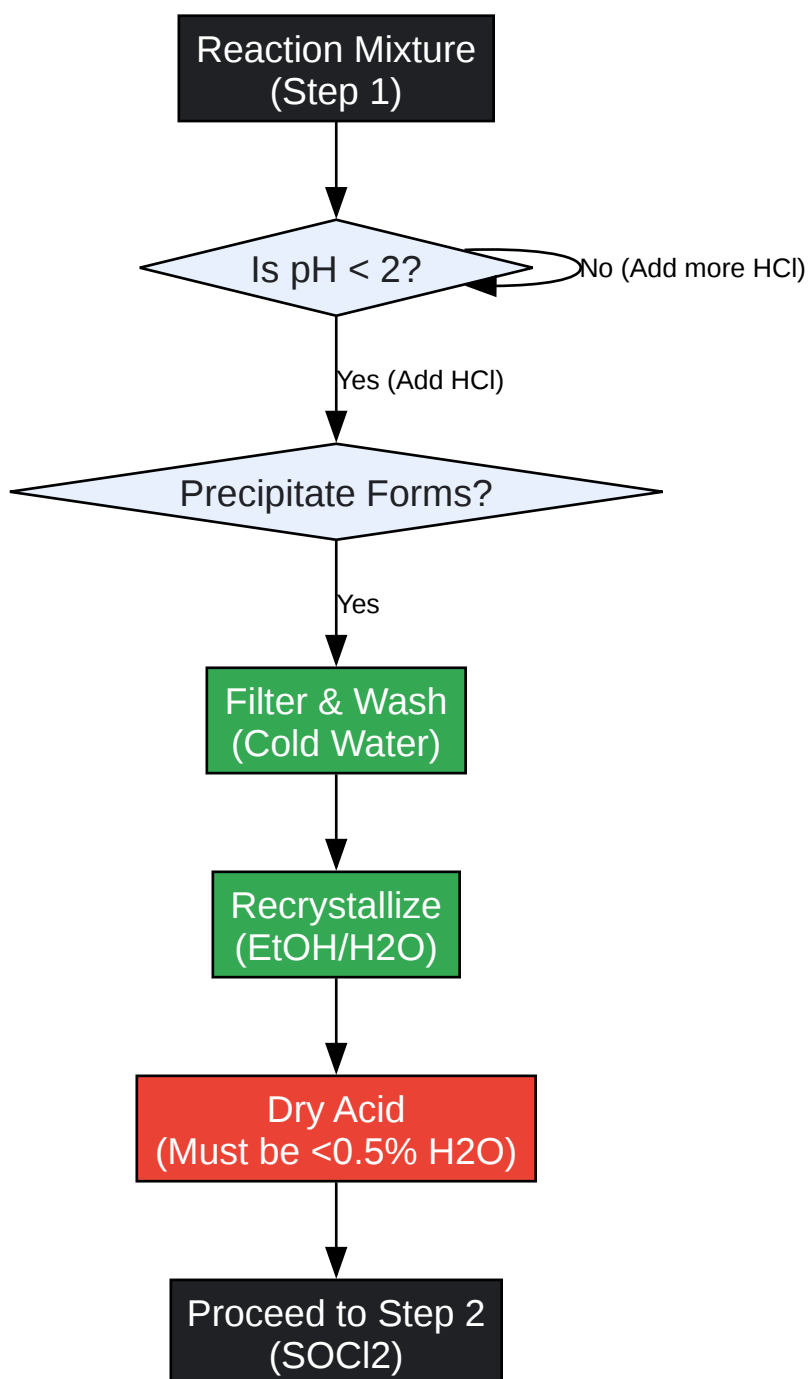 Reaction Mixture
(Step 1)
Is pH < 2?
No (Add more HCl)
Yes (Add HCl)
Precipitate Forms?
Yes
Filter & Wash
(Cold Water)
Recrystallize
(EtOH/H2O)
Dry Acid
(Must be <0.5% H2O)
Proceed to Step 2
(SOCl2)